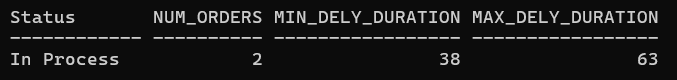 Status       NUM_ORDERS MIN_DELY_DURATION MAX_DELY_DURATION
------------ ---------- ----------------- -----------------
In Process            2                38                63